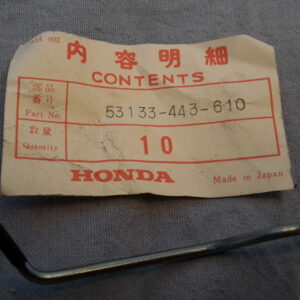 内容明細
CONTENTS
部品
番号
Part No.
53133-443-610
数量
Quantity
10
HONDA
Made in Japan